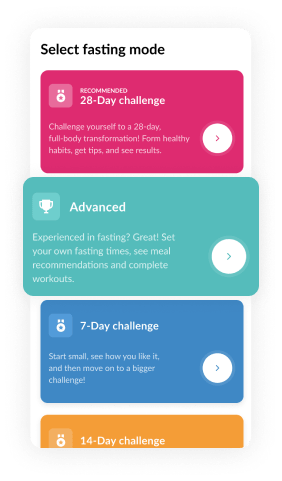 Select fasting mode
RECOMMENDED
28-Day challenge
Challenge yourself to a 28-day,
full-body transformation! Form healthy
habits, get tips, and see results.
Advanced
Experienced in fasting? Great! Set
your own fasting times, see meal
recommendations and complete
workouts.
7-Day challenge
Start small, see how you like it,
and then move on to a bigger
challenge!
14-Day challenge